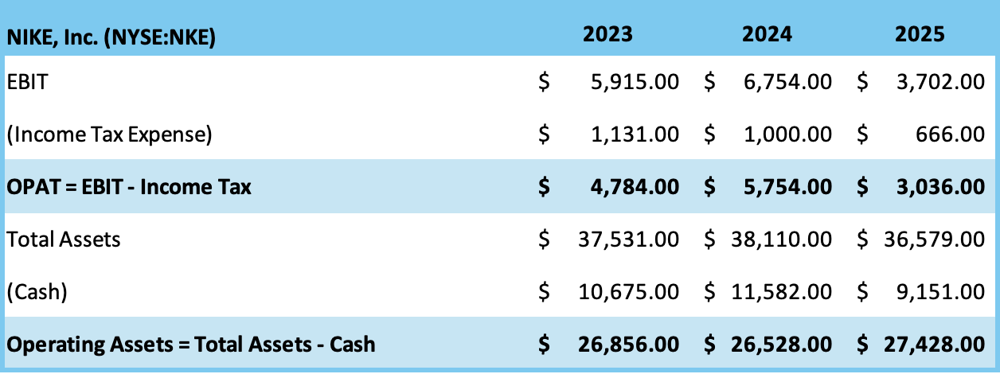 NIKE, Inc. (NYSE:NKE) 2023 2024 2025
EBIT $ 5,915.00 $ 6,754.00 $ 3,702.00
(Income Tax Expense) $ 1,131.00 $ 1,000.00 $ 666.00
OPAT = EBIT - Income Tax $ 4,784.00 $ 5,754.00 $ 3,036.00
Total Assets $ 37,531.00 $ 38,110.00 $ 36,579.00
(Cash) $ 10,675.00 $ 11,582.00 $ 9,151.00
Operating Assets = Total Assets - Cash $ 26,856.00 $ 26,528.00 $ 27,428.00